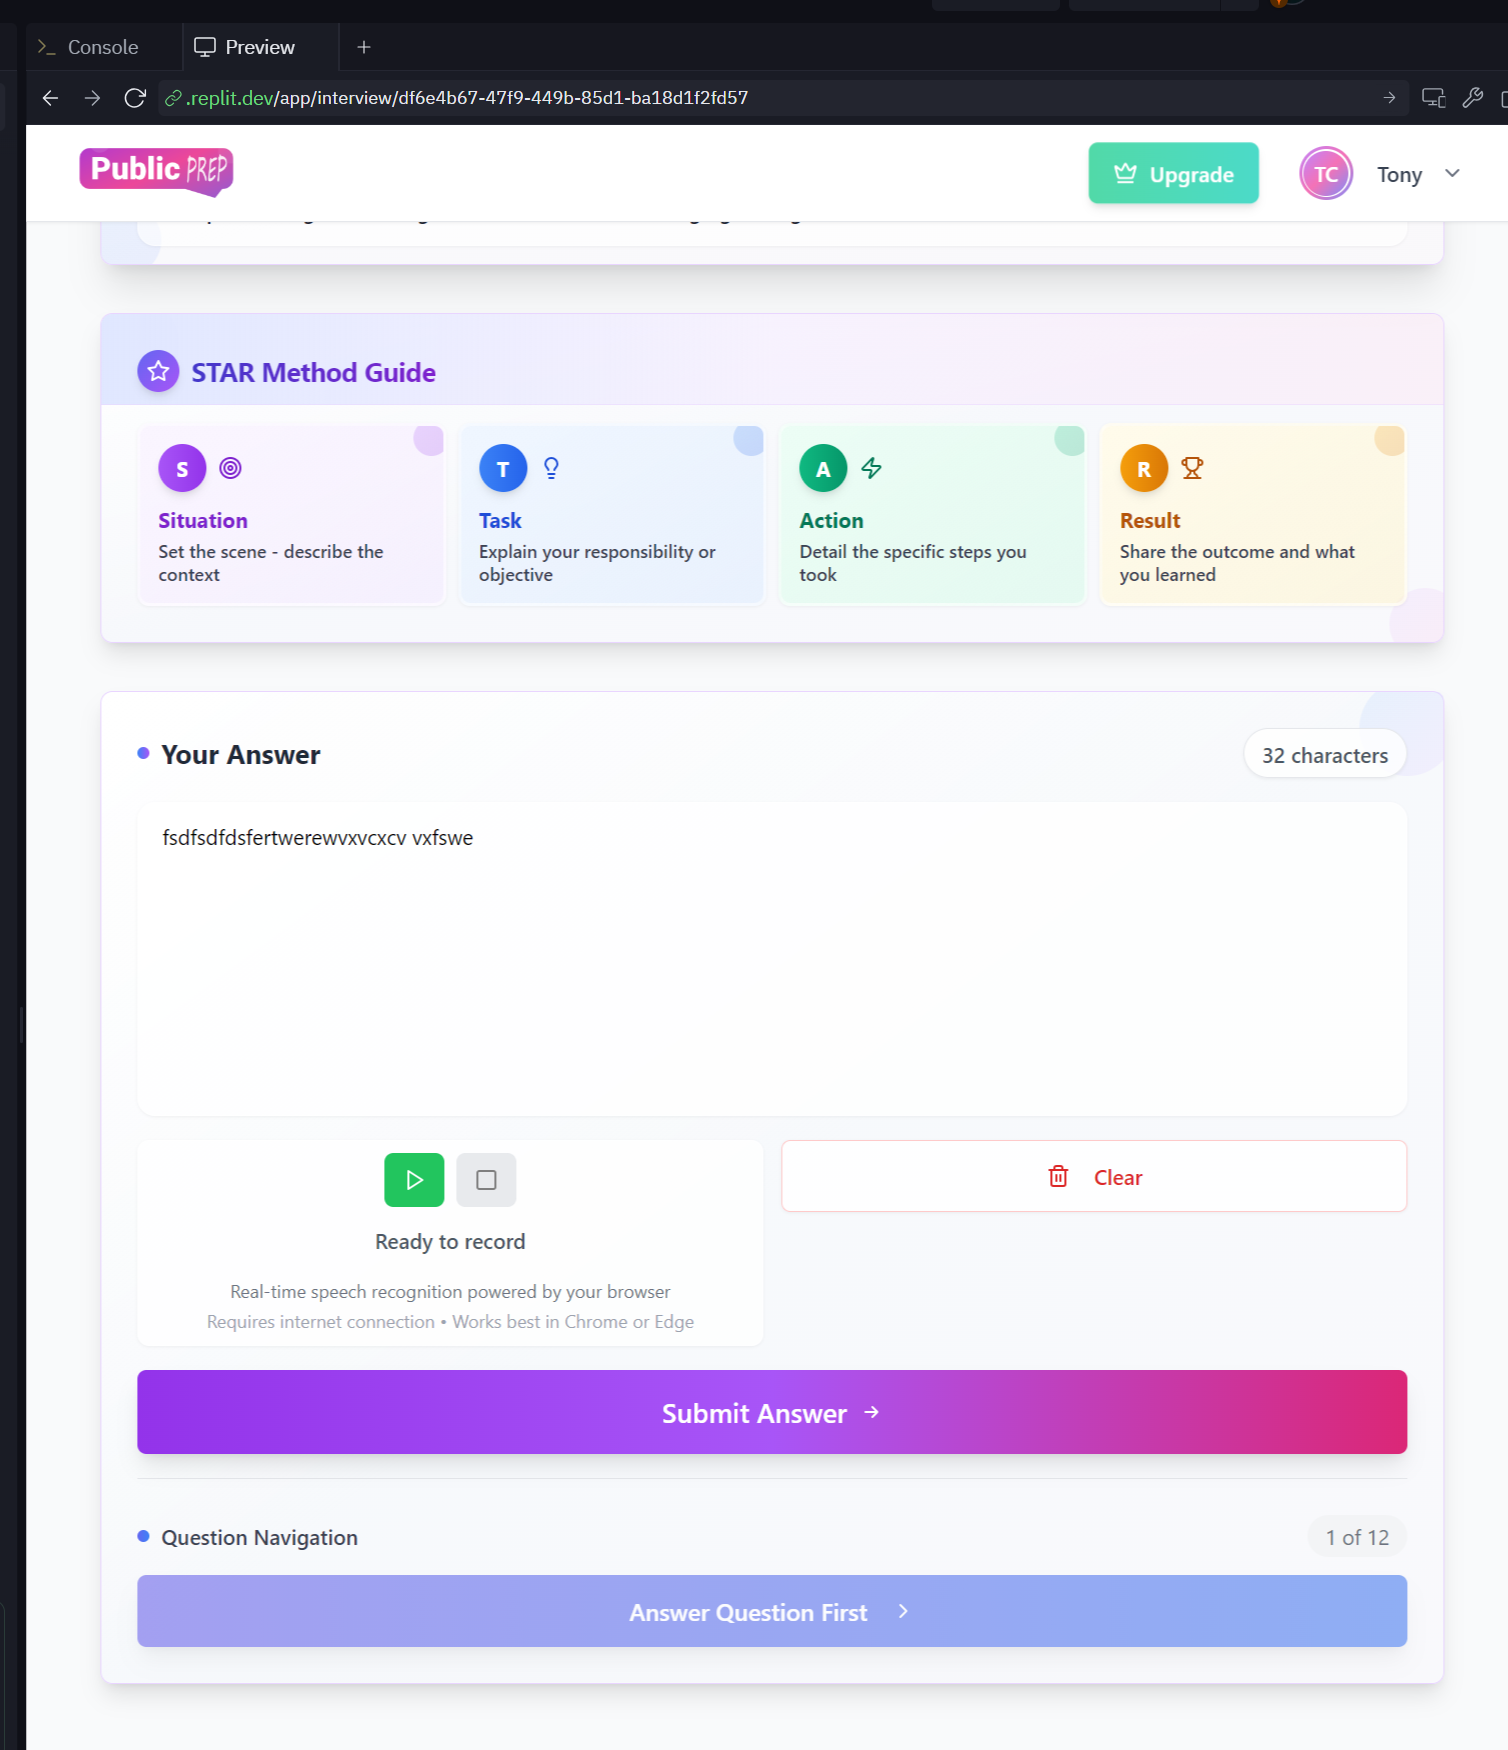 Console
Preview
.replit.dev/app/interview/df6e4b67-47f9-449b-85d1-ba18d1f2fd57
Public PREP
Upgrade
TC
Tony
STAR Method Guide
S
Situation
Set the scene - describe the
context
T
Task
Explain your responsibility or
objective
A
Action
Detail the specific steps you
took
R
Result
Share the outcome and what
you learned
Your Answer
32 characters
fsdfsdfdsfertwerewvxvcxcv vxfswe
Ready to record
Real-time speech recognition powered by your browser
Requires internet connection • Works best in Chrome or Edge
Clear
Submit Answer
Question Navigation
1 of 12
Answer Question First